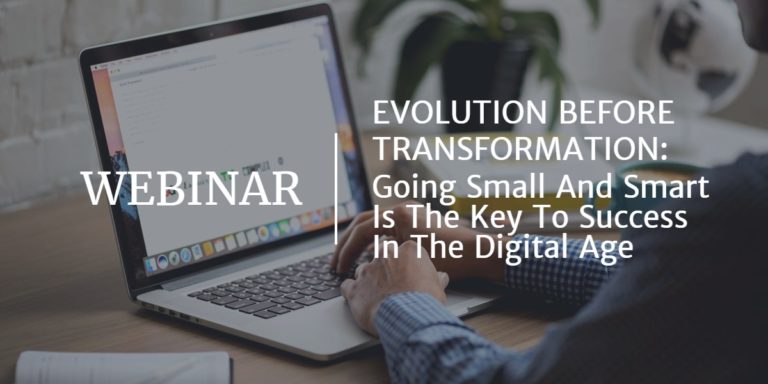 WEBINAR
EVOLUTION BEFORE
TRANSFORMATION:
Going Small And Smart
Is The Key To Success
In The Digital Age